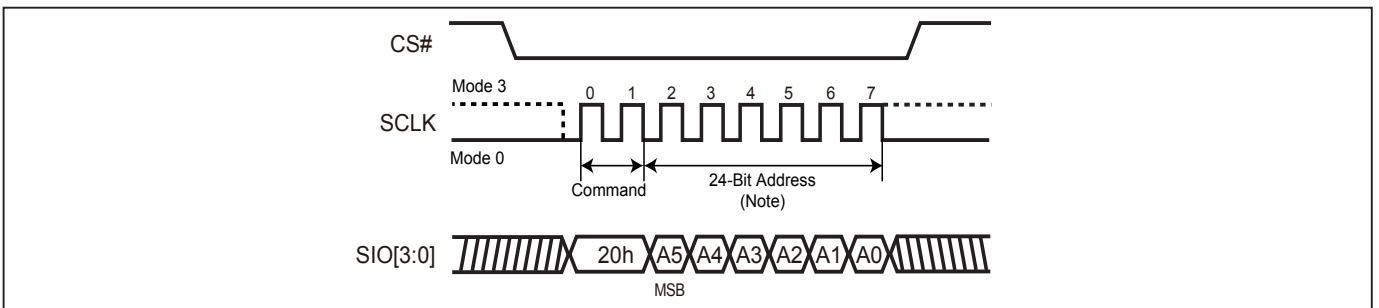 CS#
Mode 3
0 1 2 3 4 5 6 7
SCLK
Mode 0
Command
24-Bit Address
(Note)
SIO[3:0]
20h A5 A4 A3 A2 A1 A0
MSB